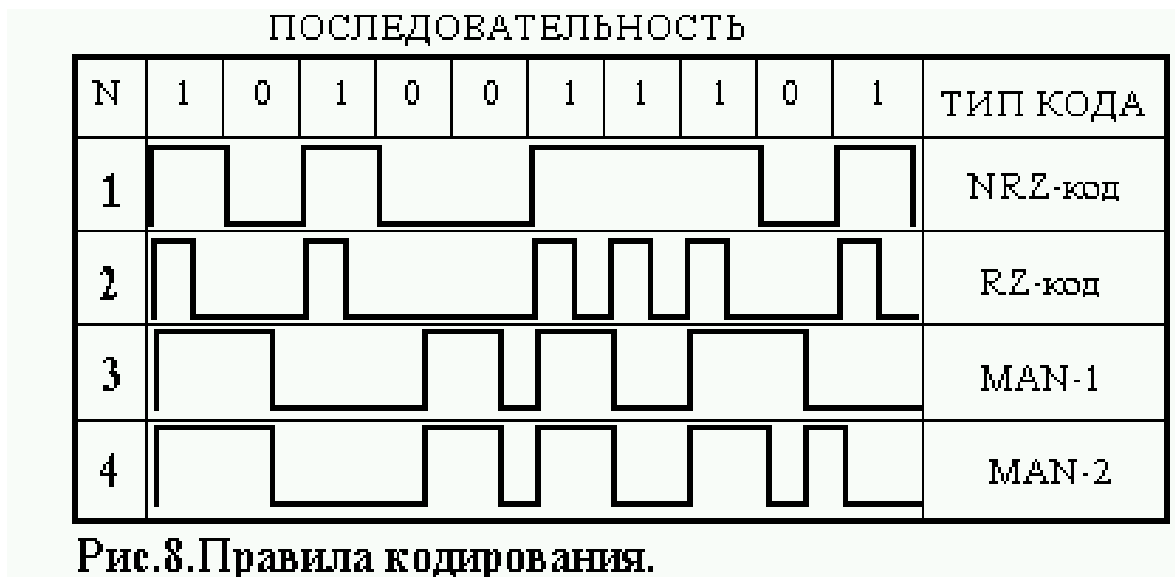 ПОСЛЕДОВАТЕЛЬНОСТЬ
N 1 0 1 0 0 1 1 1 0 1 ТИП КОДА
1 NRZ-код
2 RZ-код
3 MAN-1
4 MAN-2
Рис.8.Правила кодирования.